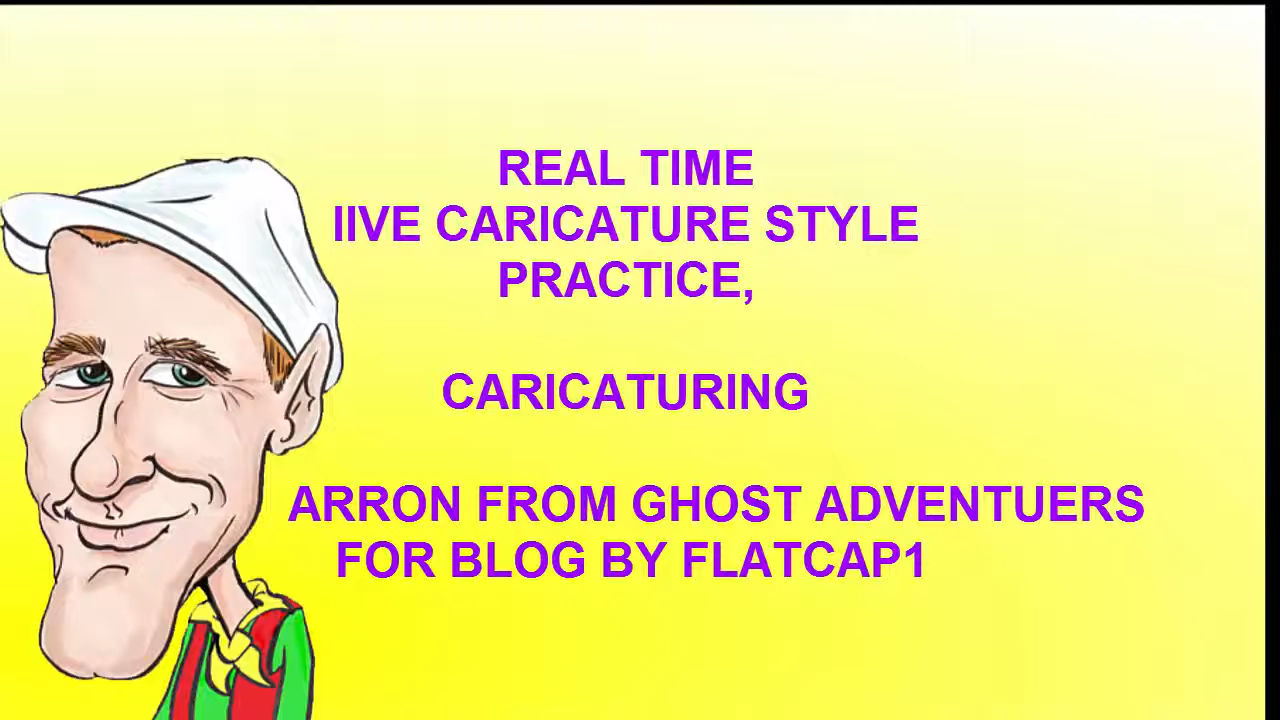 REAL TIME
IIVE CARICATURE STYLE
PRACTICE,
CARICATURING
ARRON FROM GHOST ADVENTUERS
FOR BLOG BY FLATCAP1